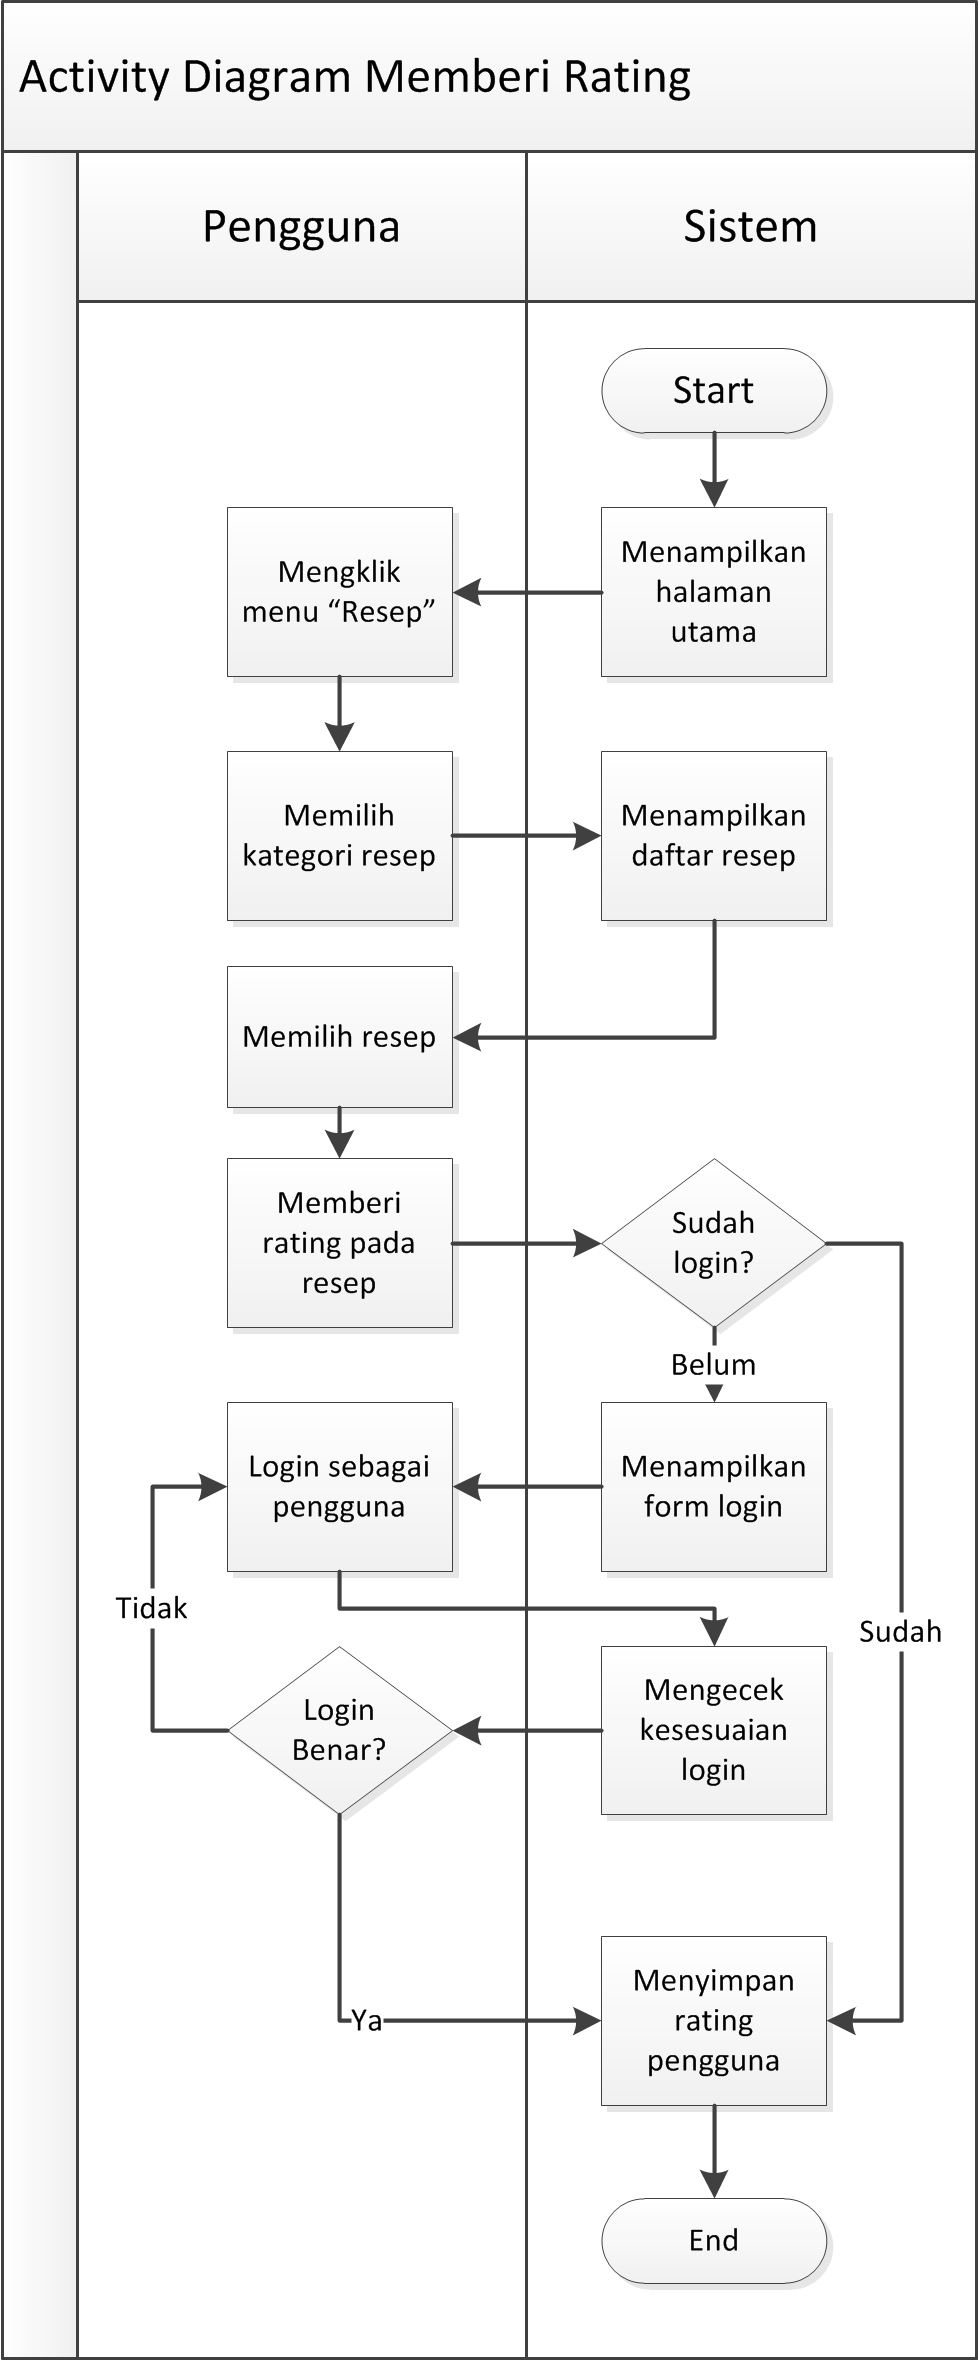 Activity Diagram Memberi Rating
Pengguna
Sistem
Start
Mengklik
menu “Resep”
Menampilkan
halaman
utama
Memilih
kategori resep
Menampilkan
daftar resep
Memilih resep
Memberi
rating pada
resep
Sudah
login?
Belum
Login sebagai
pengguna
Menampilkan
form login
Tidak
Sudah
Login
Benar?
Mengecek
kesesuaian
login
Ya
Menyimpan
rating
pengguna
End